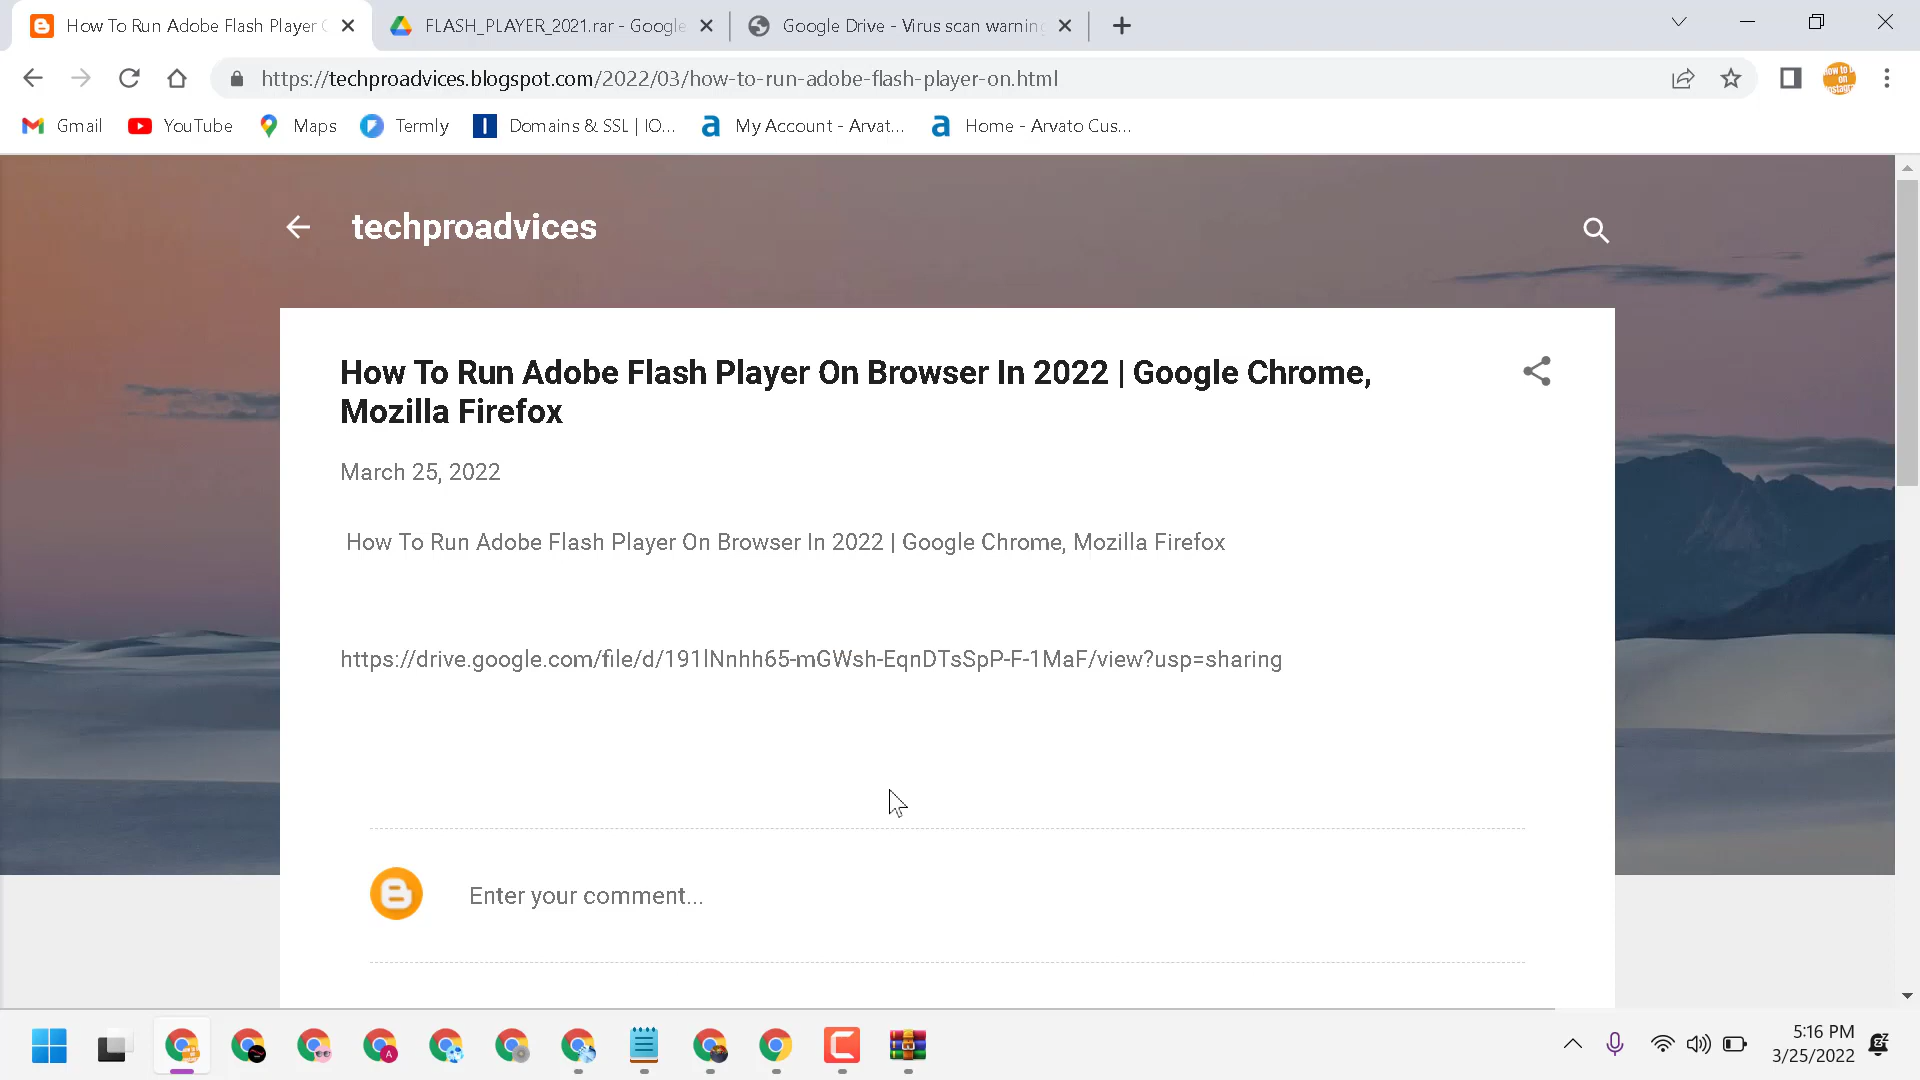 How To Run Adobe Flash Player
FLASH_PLAYER_2021.rar - Google
Google Drive - Virus scan warning
https://techproadvices.blogspot.com/2022/03/how-to-run-adobe-flash-player-on.html
Gmail
YouTube
Maps
Termly
Domains & SSL | IO...
My Account - Arvat...
Home - Arvato Cus...
techproadvices
How To Run Adobe Flash Player On Browser In 2022 | Google Chrome,
Mozilla Firefox
March 25, 2022
How To Run Adobe Flash Player On Browser In 2022 | Google Chrome, Mozilla Firefox
https://drive.google.com/file/d/191lNnhh65-mGWsh-EqnDTsSpP-F-1MaF/view?usp=sharing
Enter your comment...
5:16 PM
3/25/2022